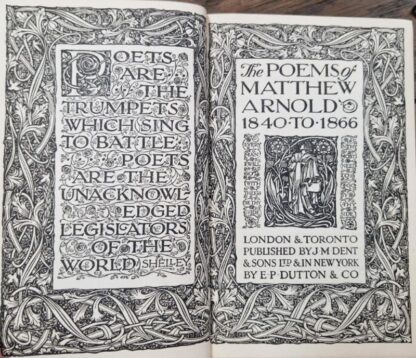 POETS
ARE
THE
TRUMPETS
WHICH SING
TO BATTLE
POETS
ARE THE
UNACKNOWL
EDGED
LEGISLATORS
OF THE
WORLD SHELLEY
The POEMS of
MATTHEW
ARNOLD
1840·TO·1866
LONDON & TORONTO
PUBLISHED BY J M DENT
& SONS LTD & IN NEW YORK
BY E·P·DUTTON & CO